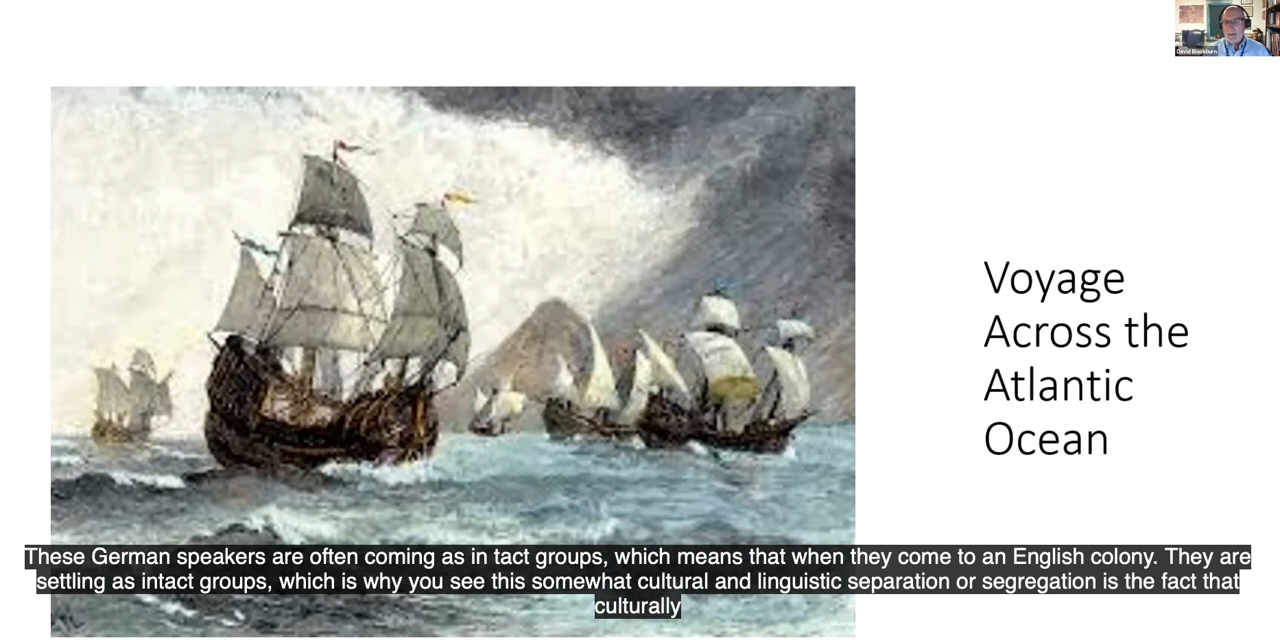 David Blackburn
Voyage
Across the
Atlantic
Ocean
These German speakers are often coming as in tact groups, which means that when they come to an English colony. They are
settling as intact groups, which is why you see this somewhat cultural and linguistic separation or segregation is the fact that
culturally